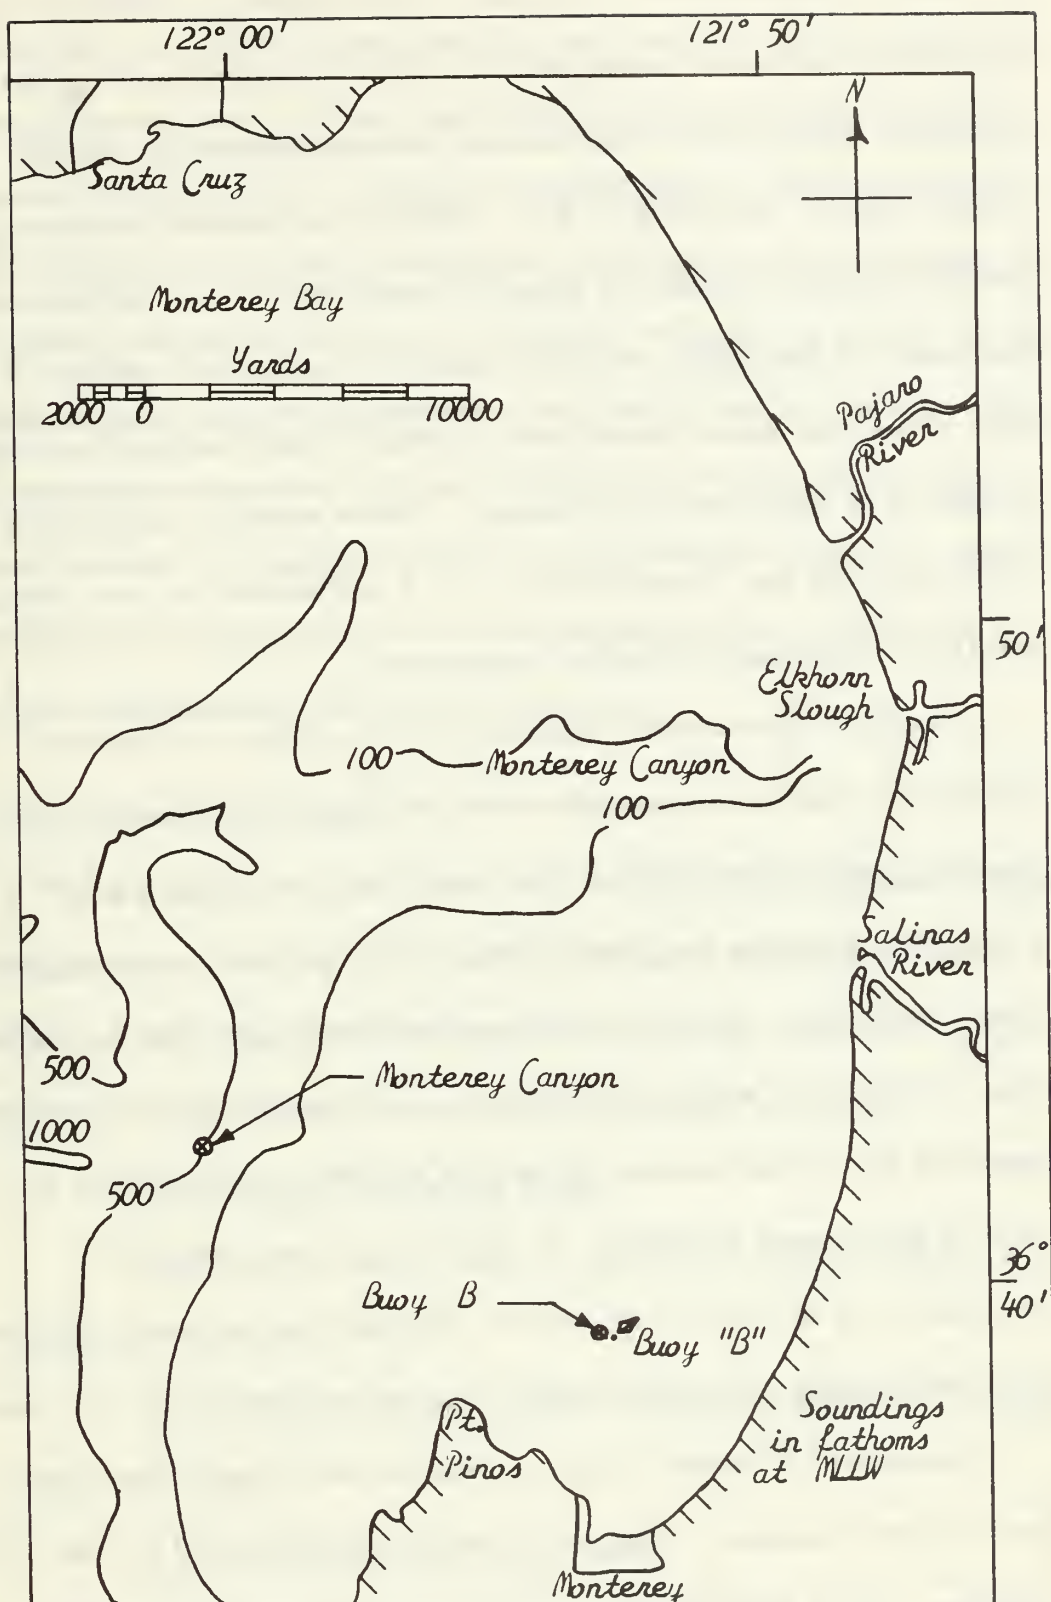 122° 00'
121° 50'
N
Santa Cruz
Monterey Bay
Yards
2000 0 10000
Pajaro
River
50'
Elkhorn
Slough
100
Monterey Canyon
100
Salinas
River
500
Monterey Canyon
1000
500
36°
40'
Buoy B
Buoy "B"
Pt.
Pinos
Soundings
in fathoms
at MLLW
Monterey